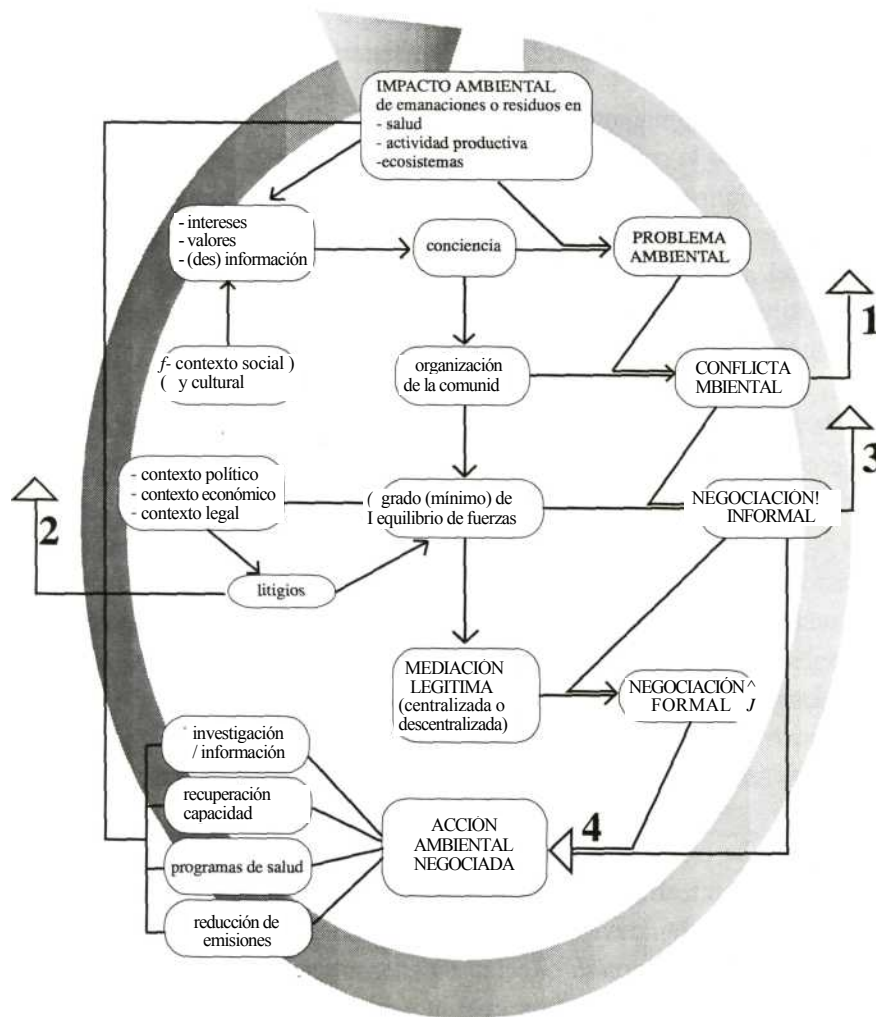 IMPACTO AMBIENTAL
de emanaciones o residuos en
- salud
- actividad productiva
-ecosistemas
- intereses
- valores
- (des) información
conciencia
PROBLEMA
AMBIENTAL
1
f- contexto social )
( y cultural
organización
de la comunid
CONFLICTA
MBIENTAL
3
- contexto político
- contexto económico
- contexto legal
( grado (mínimo) de
I equilibrio de fuerzas
NEGOCIACIÓN!
INFORMAL
2
litigios
MEDIACIÓN
LEGITIMA
(centralizada o
descentralizada)
NEGOCIACIÓN ^
FORMAL J
investigación
/ información
recuperación
capacidad
programas de salud
reducción de
emisiones
ACCIÓN
AMBIENTAL
NEGOCIADA
4